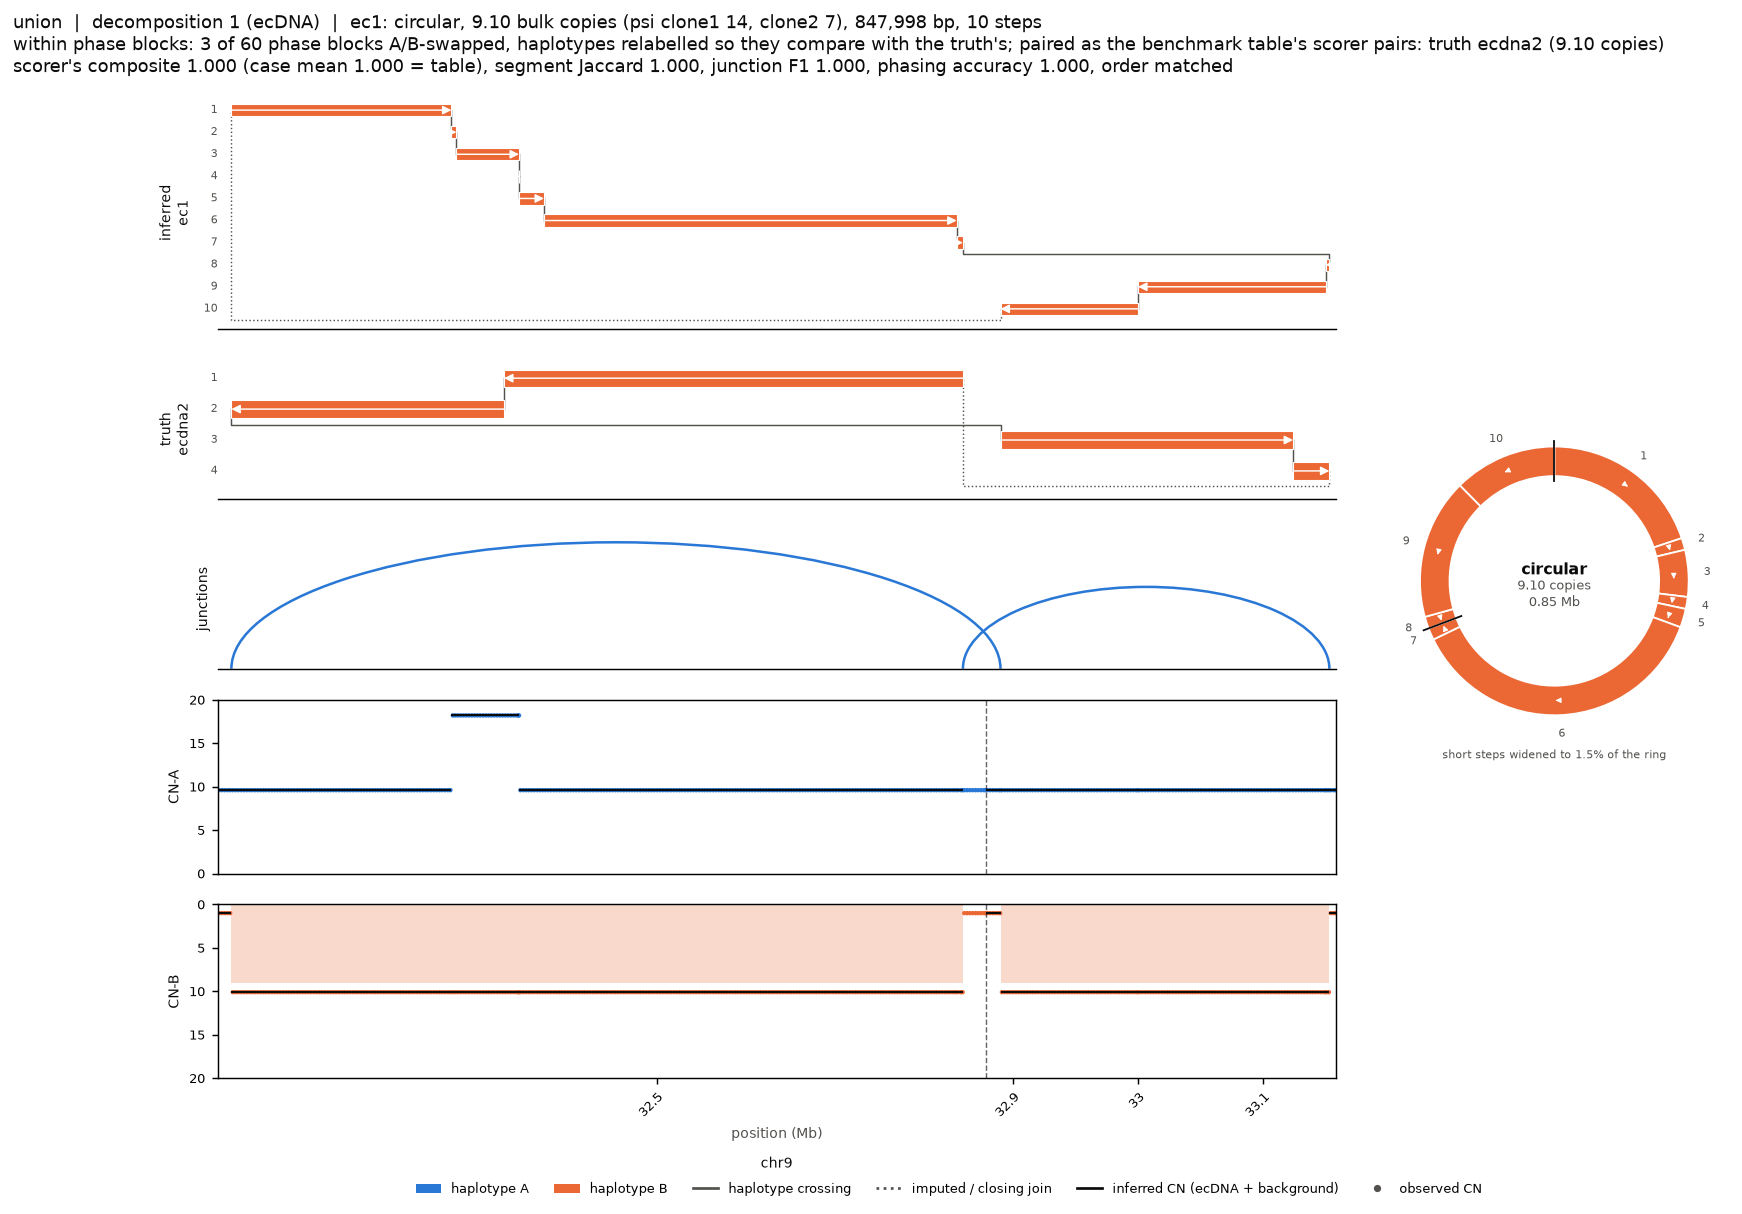 union  |  decomposition 1 (ecDNA)  |  ec1: circular, 9.10 bulk copies (psi clone1 14, clone2 7), 847,998 bp, 10 steps
within phase blocks: 3 of 60 phase blocks A/B-swapped, haplotypes relabelled so they compare with the truth's; paired as the benchmark table's scorer pairs: truth ecdna2 (9.10 copies)
scorer's composite 1.000 (case mean 1.000 = table), segment Jaccard 1.000, junction F1 1.000, phasing accuracy 1.000, order matched
inferred
ec1
1
2
3
4
5
6
7
8
9
10
truth
ecdna2
1
2
3
4
junctions
CN-A
20
15
10
5
0
CN-B
0
5
10
15
20
32.5
32.9
33
33.1
position (Mb)
chr9
10
1
2
3
4
5
6
7
8
9
circular
9.10 copies
0.85 Mb
short steps widened to 1.5% of the ring
haplotype A
haplotype B
haplotype crossing
imputed / closing join
inferred CN (ecDNA + background)
observed CN